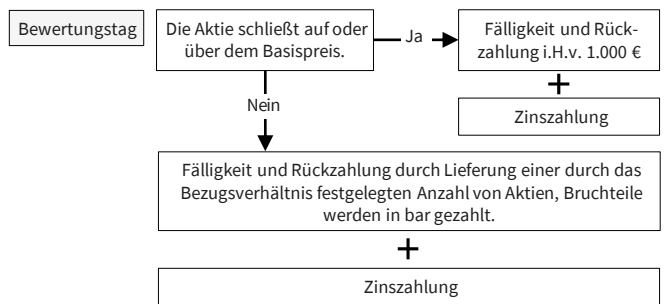 Bewertungstag
Die Aktie schließt auf oder
über dem Basispreis.
Ja
Fälligkeit und Rück-
zahlung i.H.v. 1.000 €
+
Zinszahlung
Nein
Fälligkeit und Rückzahlung durch Lieferung einer durch das
Bezugsverhältnis festgelegten Anzahl von Aktien, Bruchteile
werden in bar gezahlt.
+
Zinszahlung